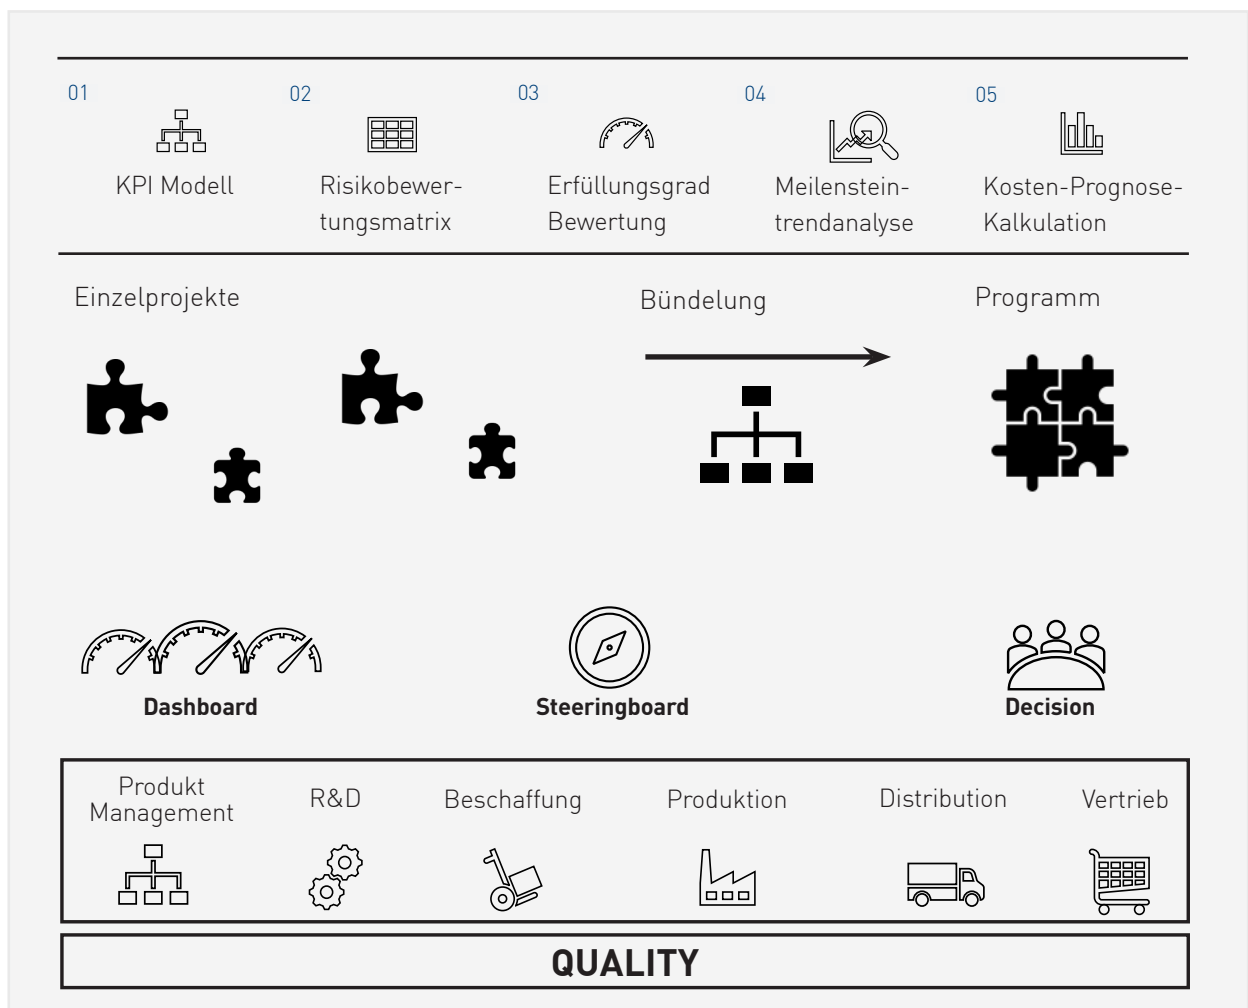 01
02
03
04
05
KPI Modell
Risikobewer-
tungsmatrix
Erfüllungsgrad
Bewertung
Meilenstein-
trendanalyse
Kosten-Prognose-
Kalkulation
Einzelprojekte
Bündelung
Programm
Dashboard
Steeringboard
Decision
Produkt
Management
R&D
Beschaffung
Produktion
Distribution
Vertrieb
QUALITY